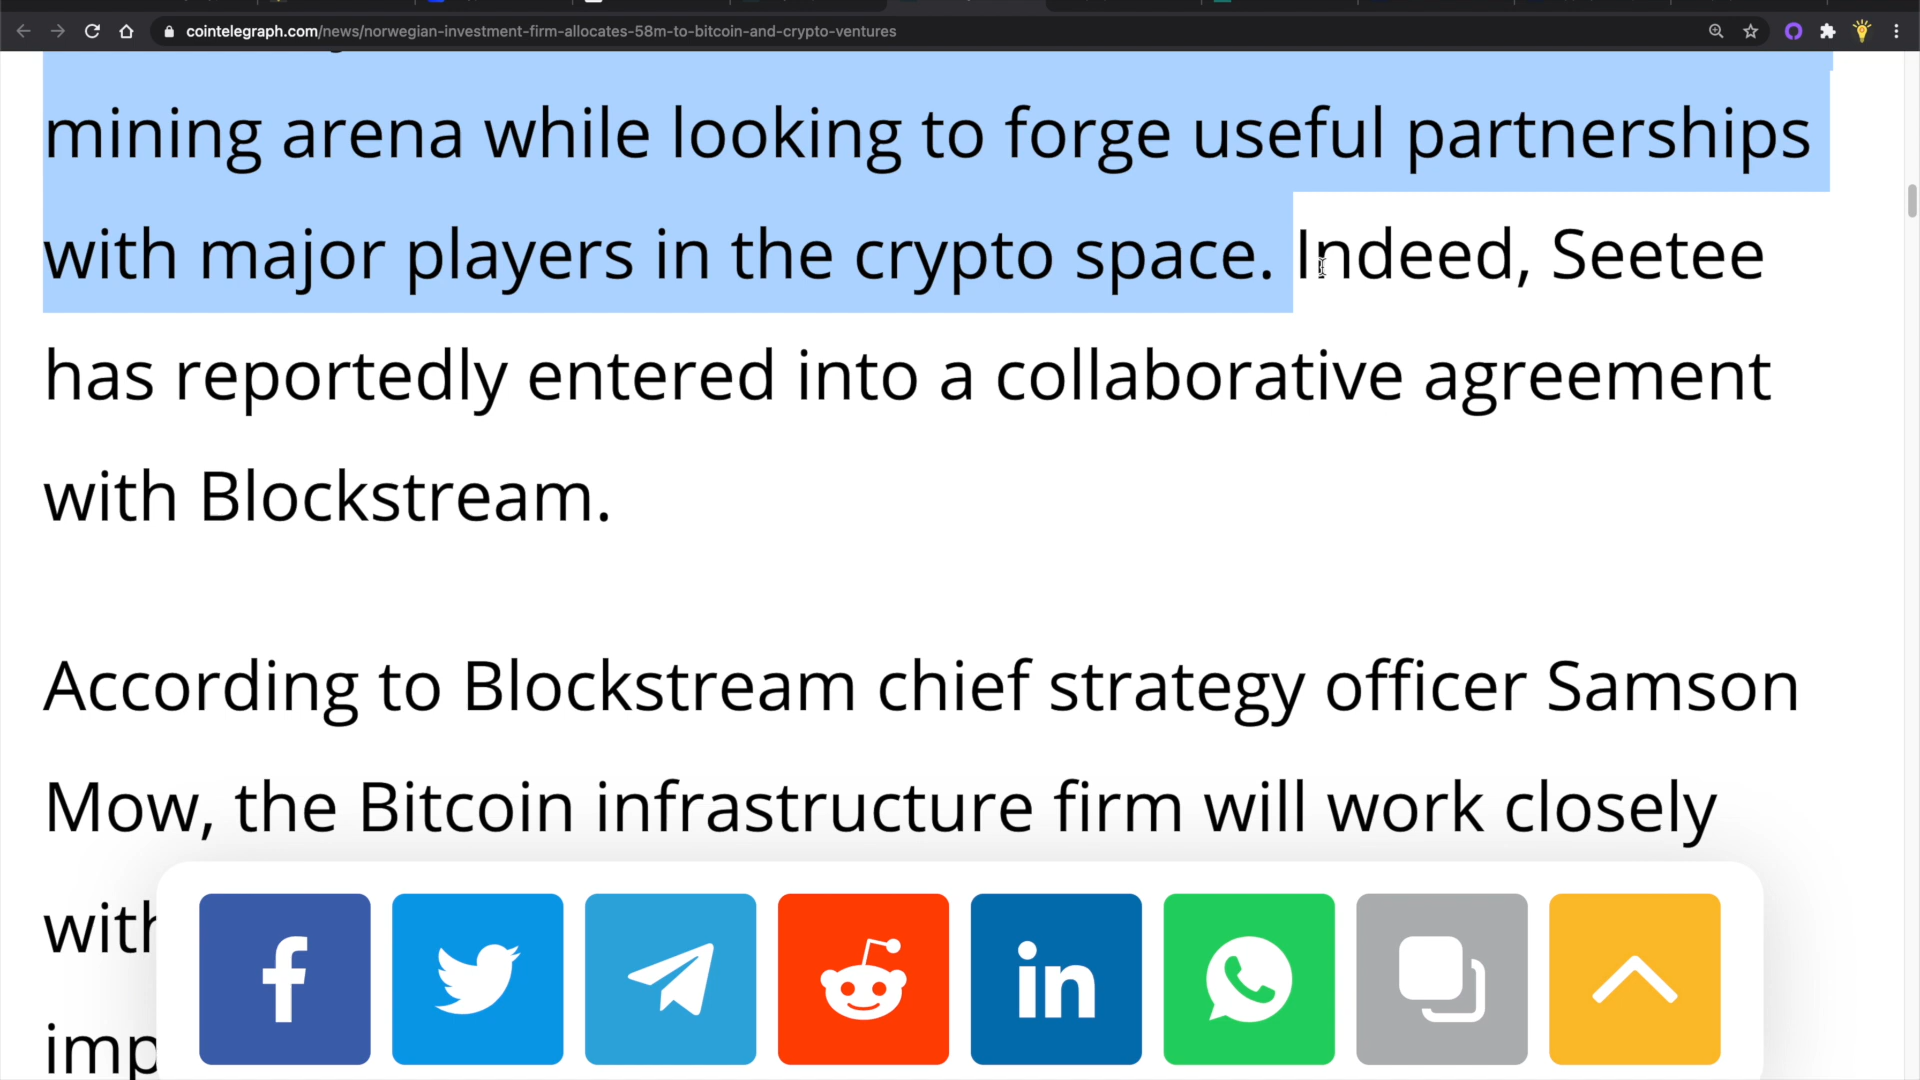 cointelegraph.com/news/norwegian-investment-firm-allocates-58m-to-bitcoin-and-crypto-ventures
mining arena while looking to forge useful partnerships
with major players in the crypto space. Indeed, Seetee
has reportedly entered into a collaborative agreement
with Blockstream.
According to Blockstream chief strategy officer Samson
Mow, the Bitcoin infrastructure firm will work closely
in